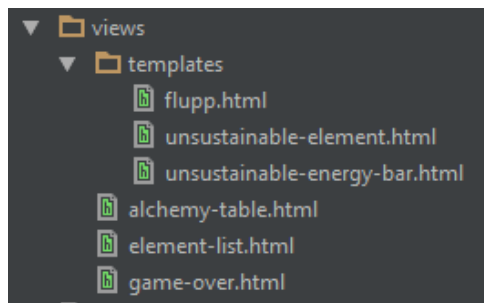 views
templates
flupp.html
unsustainable-element.html
unsustainable-energy-bar.html
alchemy-table.html
element-list.html
game-over.html